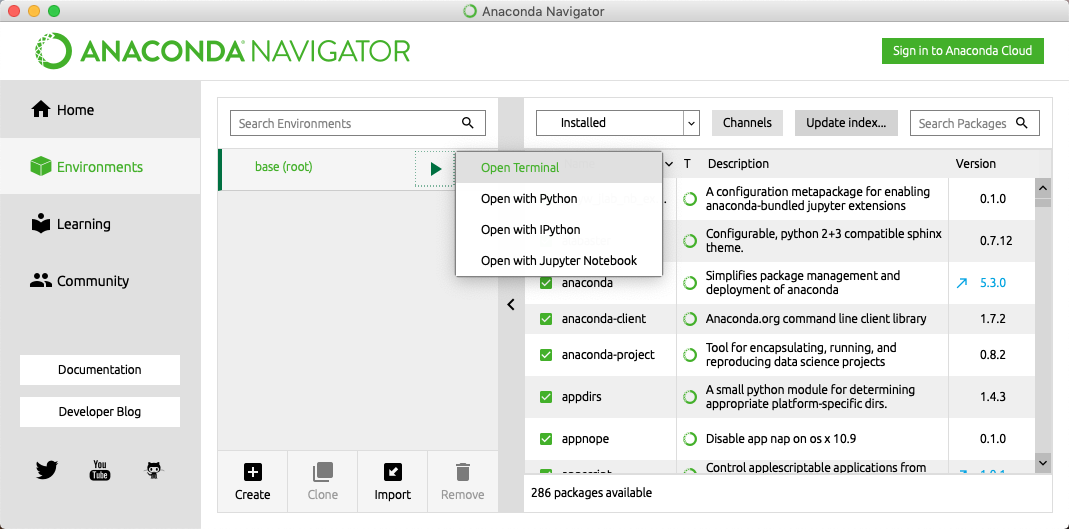 Anaconda Navigator
ANACONDA NAVIGATOR
Sign in to Anaconda Cloud
Home
Environments
Learning
Community
Documentation
Developer Blog
You
Tube
Search Environments
base (root)
Open Terminal
Open with Python
Open with IPython
Open with Jupyter Notebook
Create
Clone
Import
Remove
Installed
Channels
Update index...
Search Packages
T
Description
Version
A configuration metapackage for enabling
anaconda-bundled jupyter extensions
0.1.0
Configurable, python 2+3 compatible sphinx
theme.
0.7.12
anaconda
Simplifies package management and
deployment of anaconda
5.3.0
anaconda-client
Anaconda.org command line client library
1.7.2
anaconda-project
Tool for encapsulating, running, and
reproducing data science projects
0.8.2
appdirs
A small python module for determining
appropriate platform-specific dirs.
1.4.3
appnope
Disable app nap on os x 10.9
0.1.0
Control applescriptable applications from
286 packages available